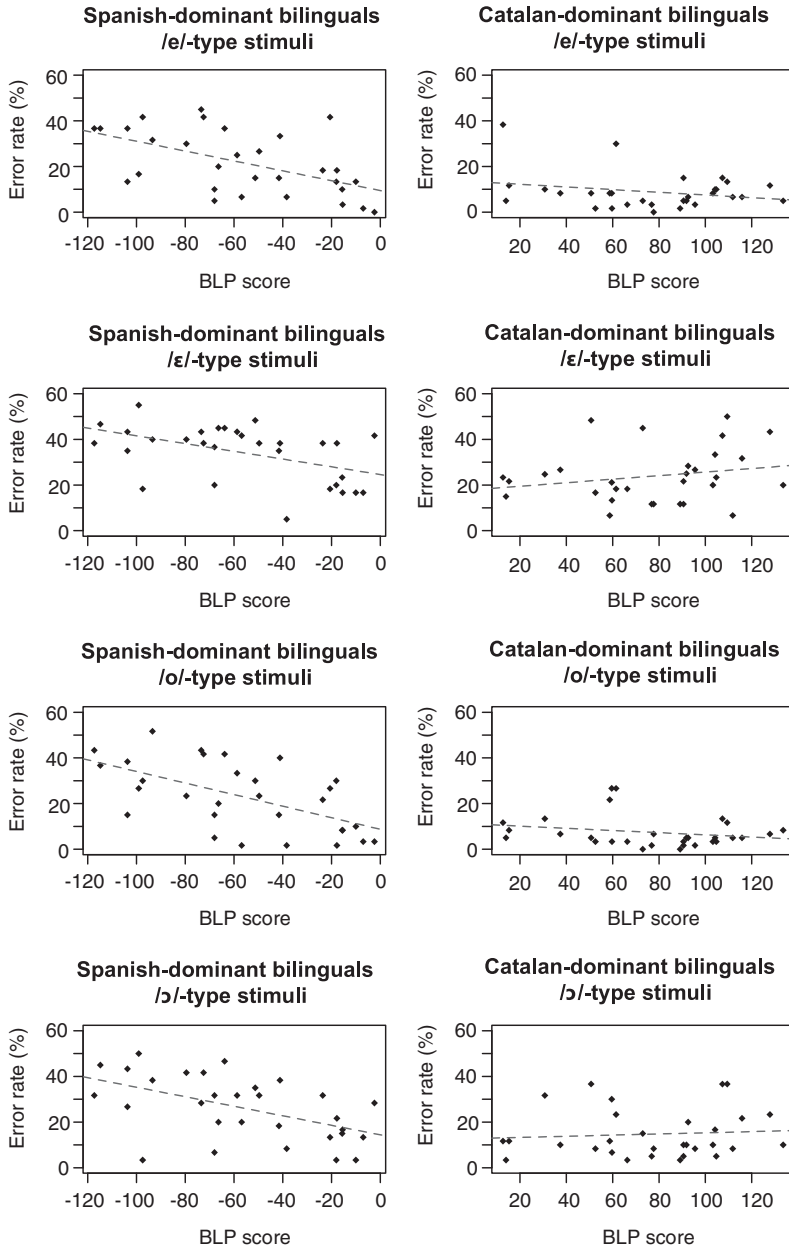 Spanish-dominant bilinguals
/e/-type stimuli
Error rate (%)
60
40
20
0
-120 -100 -80 -60 -40 -20 0
BLP score
Catalan-dominant bilinguals
/e/-type stimuli
Error rate (%)
60
40
20
0
20 40 60 80 100 120
BLP score
Spanish-dominant bilinguals
/ɛ/-type stimuli
Error rate (%)
60
40
20
0
-120 -100 -80 -60 -40 -20 0
BLP score
Catalan-dominant bilinguals
/ɛ/-type stimuli
Error rate (%)
60
40
20
0
20 40 60 80 100 120
BLP score
Spanish-dominant bilinguals
/o/-type stimuli
Error rate (%)
60
40
20
0
-120 -100 -80 -60 -40 -20 0
BLP score
Catalan-dominant bilinguals
/o/-type stimuli
Error rate (%)
60
40
20
0
20 40 60 80 100 120
BLP score
Spanish-dominant bilinguals
/ɔ/-type stimuli
Error rate (%)
60
40
20
0
-120 -100 -80 -60 -40 -20 0
BLP score
Catalan-dominant bilinguals
/ɔ/-type stimuli
Error rate (%)
60
40
20
0
20 40 60 80 100 120
BLP score